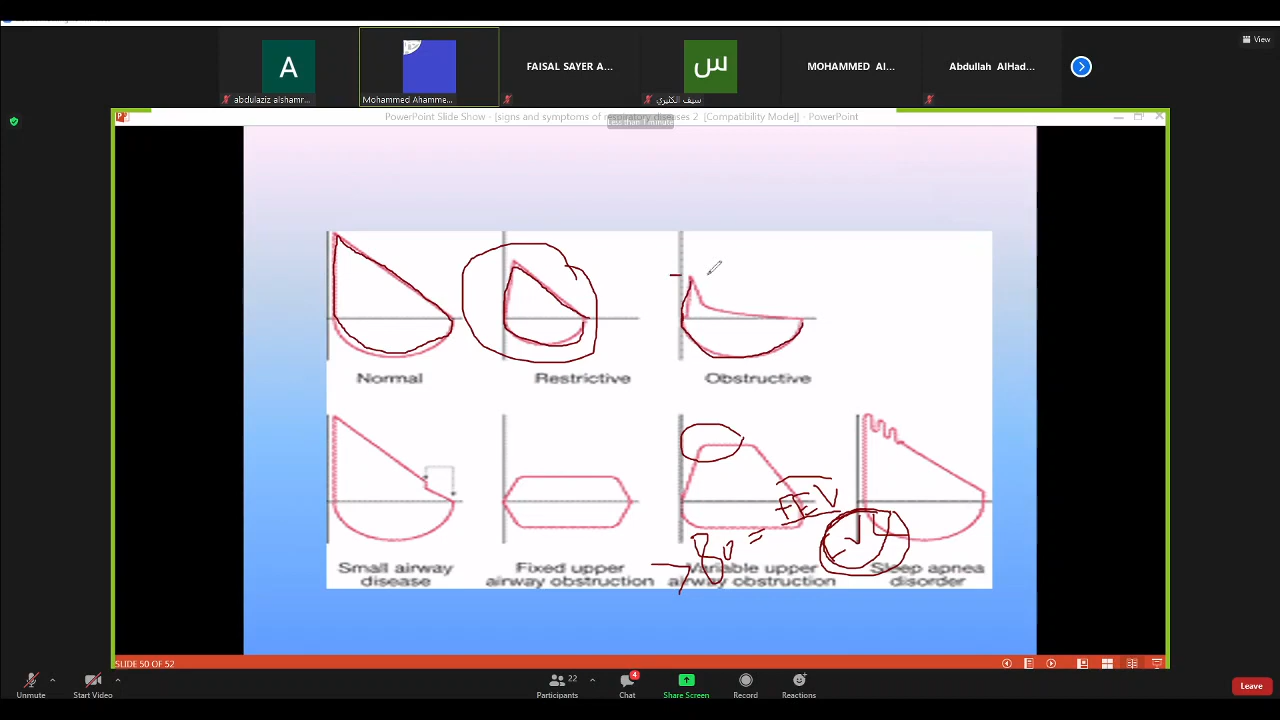 View
A
س
FAISAL SAYER A...
MOHOMMED Al...
Abdullah AlHad...
abdulaziz alshamr...
Mohammed Ahamme...
سيف الكثيري
PowerPoint Slide Show - [signs and symptoms of respiratory diseases 2 [Compatibility Mode]] - PowerPoint
Normal
Restrictive
Obstructive
FEV
80 =
Small airway
disease
Fixed upper
airway obstruction
Variable upper
airway obstruction
Sleep apnea
disorder
SLIDE 50 OF 52
Unmute
Start Video
22
Participants
4
Chat
Share Screen
Record
Reactions
Leave